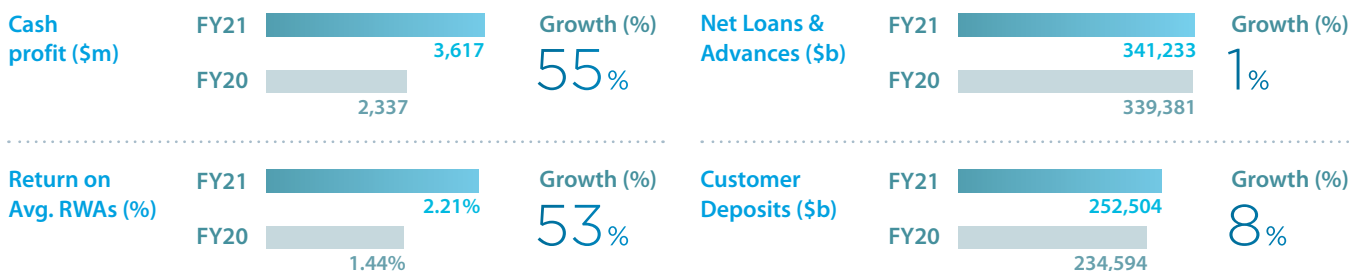 Cash
profit ($m)
FY21
3,617
FY20
2,337
Growth (%)
55%
Net Loans &
Advances ($b)
FY21
341,233
FY20
339,381
Growth (%)
1%
Return on
Avg. RWAs (%)
FY21
2.21%
FY20
1.44%
Growth (%)
53%
Customer
Deposits ($b)
FY21
252,504
FY20
234,594
Growth (%)
8%